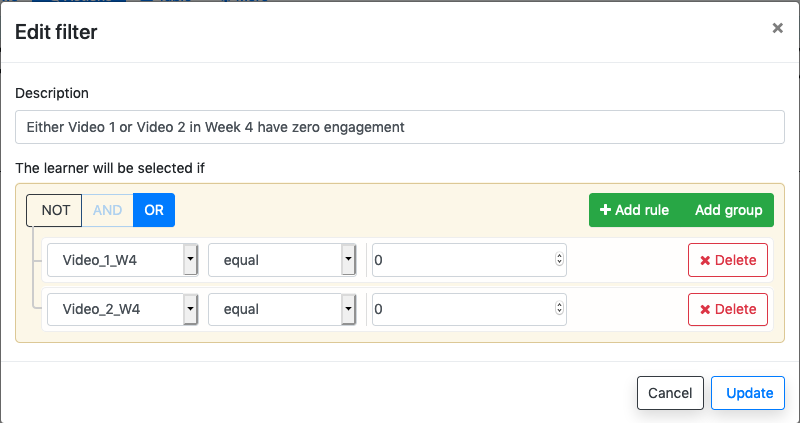 Edit filter ×
Description
Either Video 1 or Video 2 in Week 4 have zero engagement
The learner will be selected if
NOT AND OR + Add rule Add group
Video_1_W4 equal 0 ✖ Delete
Video_2_W4 equal 0 ✖ Delete
Cancel Update